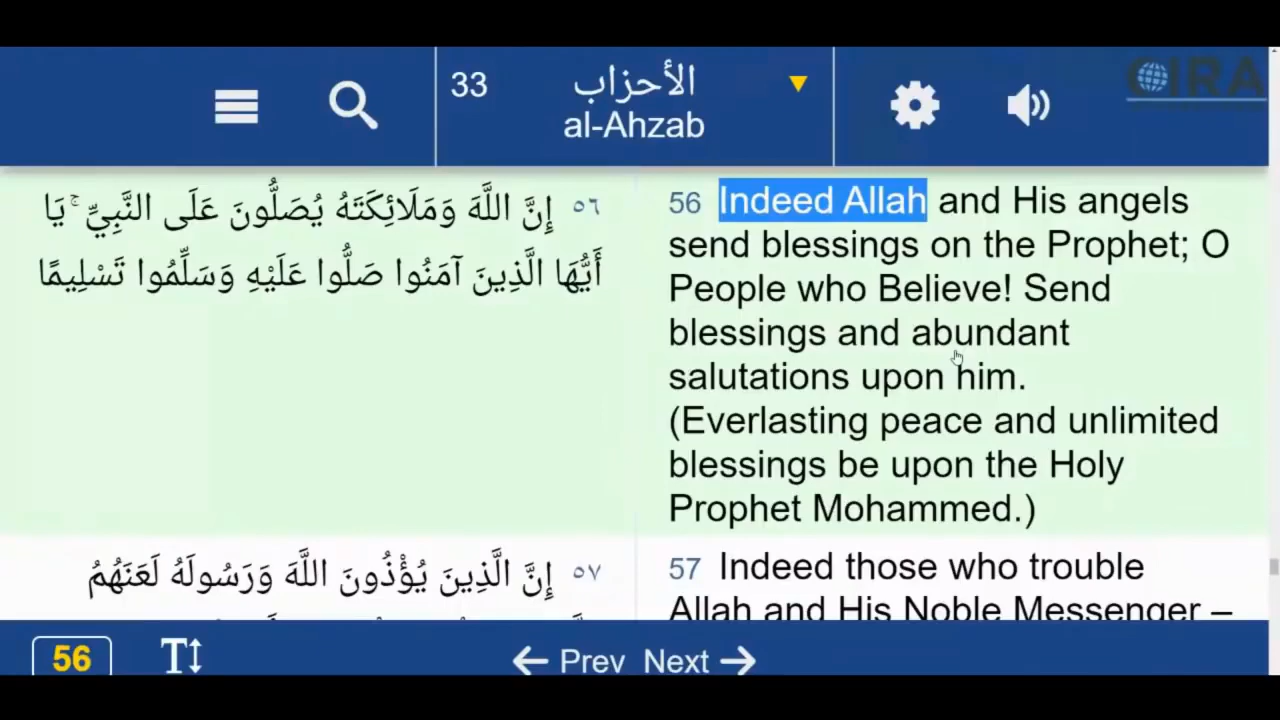 CIRA
33
الأحزاب
al-Ahzab
٥٦ إِنَّ اللَّهَ وَمَلَائِكَتَهُ يُصَلُّونَ عَلَى النَّبِيِّ ۚ يَا
أَيُّهَا الَّذِينَ آمَنُوا صَلُّوا عَلَيْهِ وَسَلِّمُوا تَسْلِيمًا
56 Indeed Allah and His angels
send blessings on the Prophet; O
People who Believe! Send
blessings and abundant
salutations upon him.
(Everlasting peace and unlimited
blessings be upon the Holy
Prophet Mohammed.)
٥٧ إِنَّ الَّذِينَ يُؤْذُونَ اللَّهَ وَرَسُولَهُ لَعَنَهُمُ
57 Indeed those who trouble
Allah and His Noble Messenger –
56
T
Prev Next